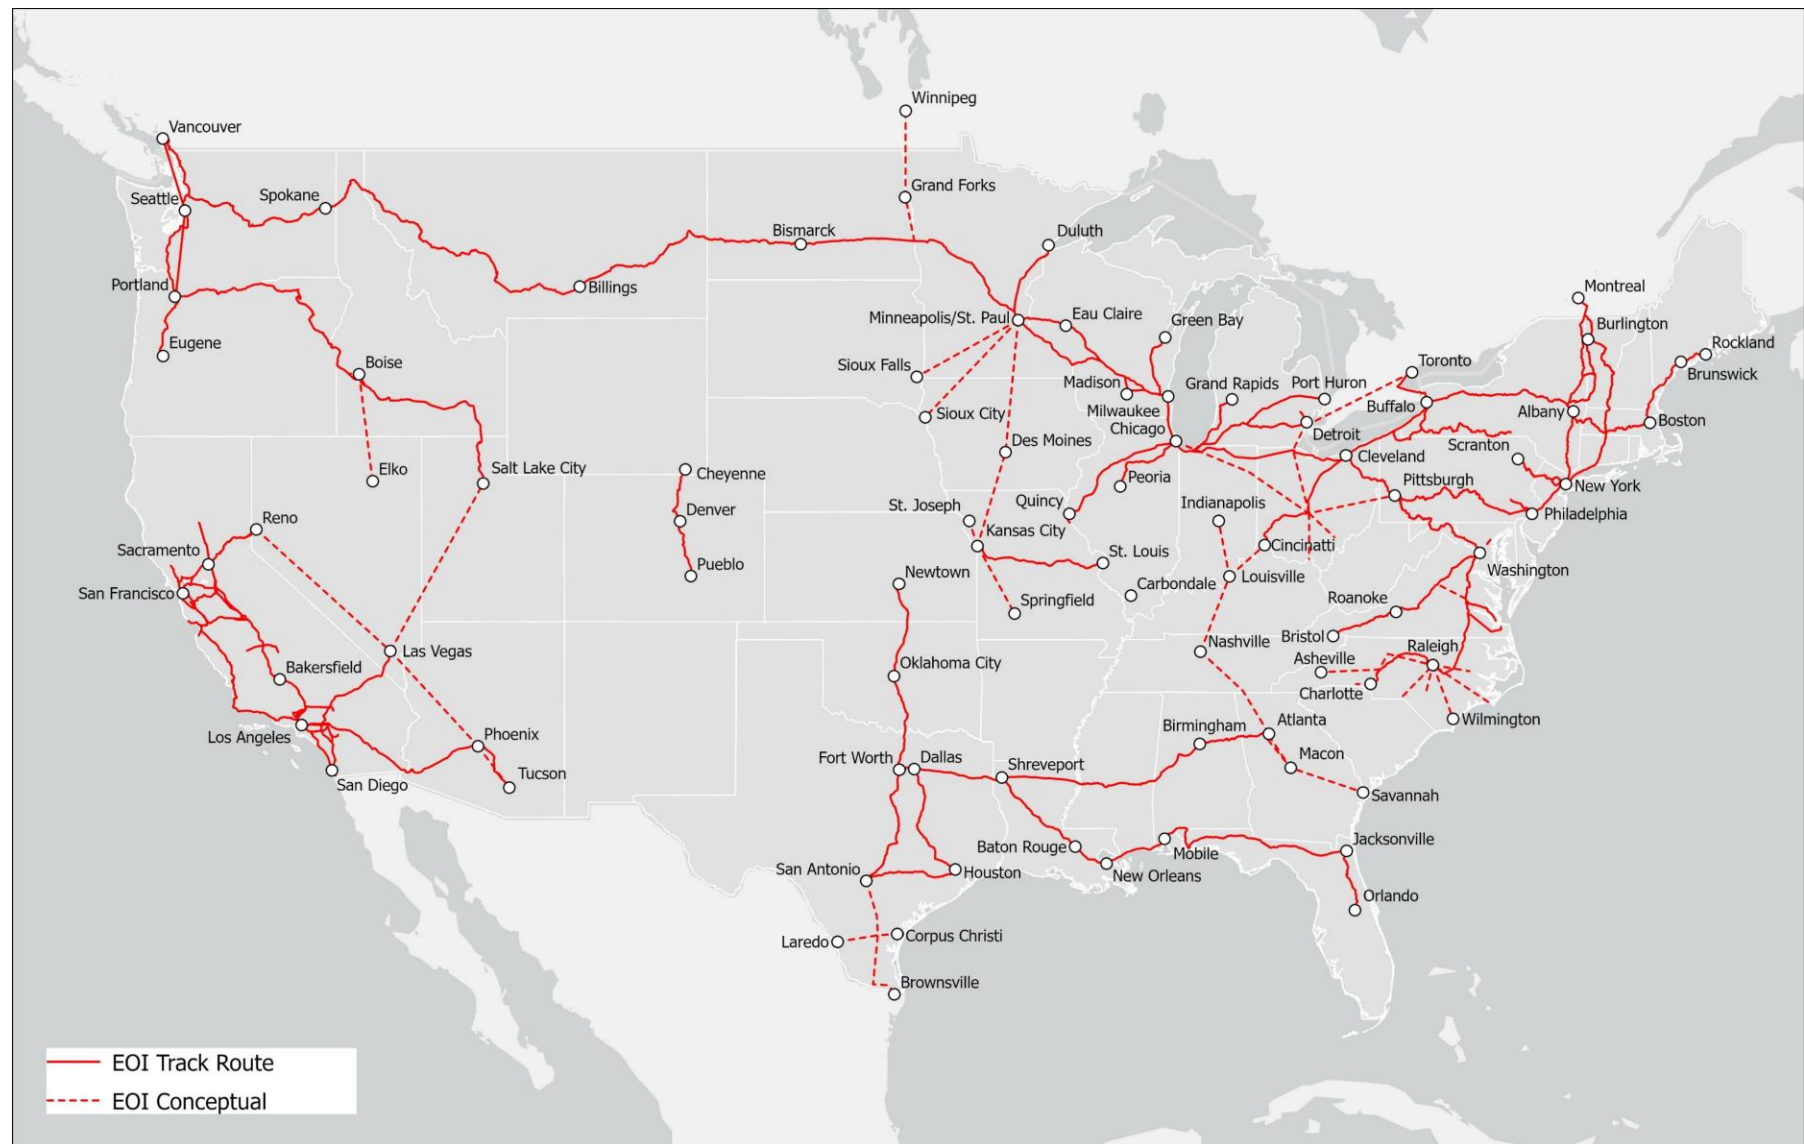 Winnipeg
Vancouver
Grand Forks
Spokane
Seattle
Bismarck
Duluth
Portland
Billings
Montreal
Minneapolis/St. Paul
Eau Claire
Green Bay
Burlington
Eugene
Rockland
Boise
Toronto
Brunswick
Sioux Falls
Madison
Grand Rapids
Port Huron
Buffalo
Albany
Sioux City
Milwaukee
Chicago
Detroit
Boston
Des Moines
Scranton
Elko
Salt Lake City
Cheyenne
Cleveland
Peoria
Pittsburgh
New York
Quincy
Indianapolis
St. Joseph
Denver
Philadelphia
Reno
Kansas City
Cincinatti
Sacramento
St. Louis
Washington
Pueblo
Newtown
Carbondale
Louisville
San Francisco
Springfield
Roanoke
Bristol
Nashville
Raleigh
Las Vegas
Bakersfield
Oklahoma City
Asheville
Charlotte
Wilmington
Los Angeles
Phoenix
Birmingham
Atlanta
Fort Worth
Dallas
Shreveport
Macon
Tucson
San Diego
Savannah
Jacksonville
Baton Rouge
Mobile
San Antonio
Houston
New Orleans
Orlando
Laredo
Corpus Christi
Brownsville
EOI Track Route
EOI Conceptual